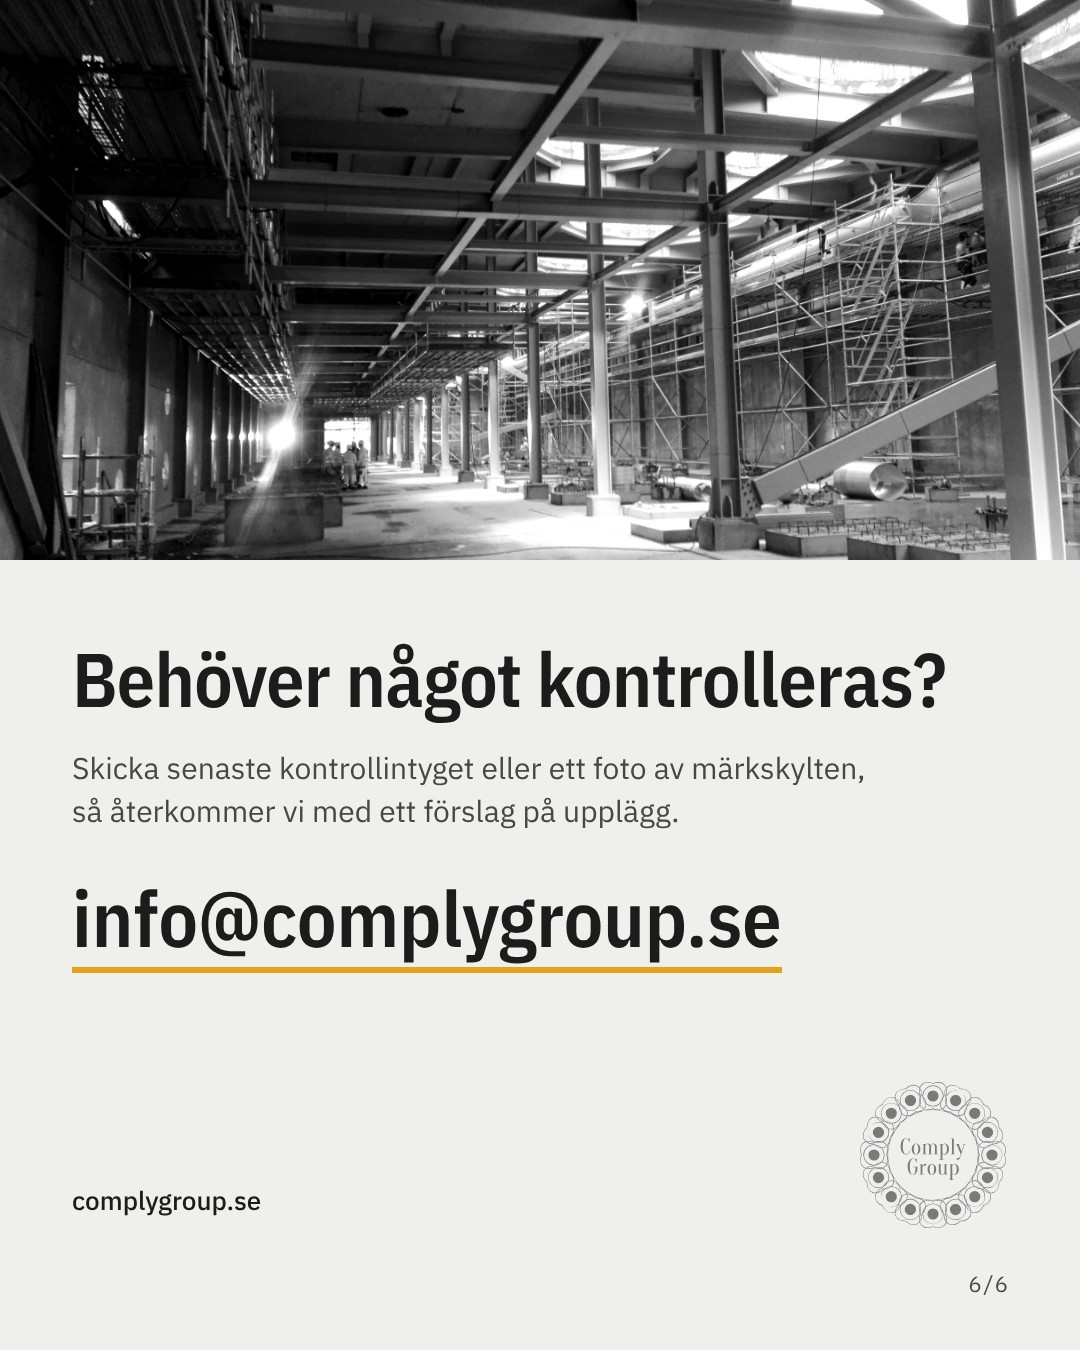 Behöver något kontrolleras?
Skicka senaste kontrollintyget eller ett foto av märkskylten,
så återkommer vi med ett förslag på upplägg.
info@complygroup.se
Comply
Group
complygroup.se
6/6